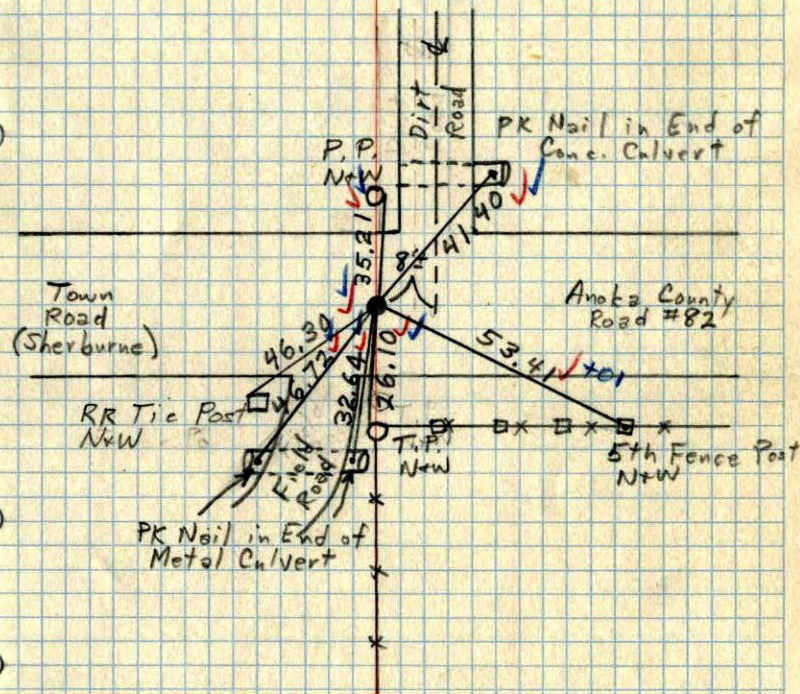 Dirt
Road
PK Nail in End of
Conc. Culvert
P.P.
N+W
35.21
41.40
8'±
Town
Road
(Sherburne)
Anoka County
Road #82
46.30
46.72
32.64
26.10
53.41 +01
RR Tie Post
N+W
T.P.
N+W
5th Fence Post
N+W
Field
Road
PK Nail in End of
Metal Culvert